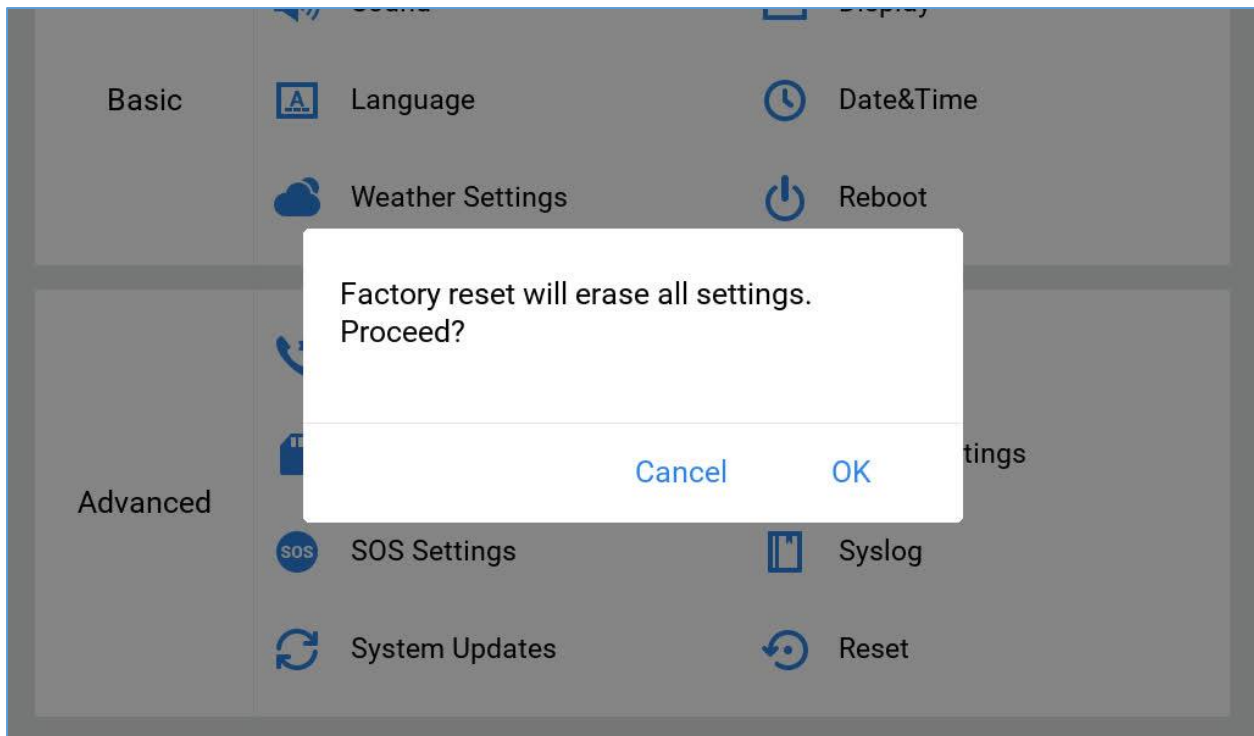 Basic
Language
Date&Time
Weather Settings
Reboot
Factory reset will erase all settings.
Proceed?
Cancel
OK
tings
Advanced
SOS
SOS Settings
Syslog
System Updates
Reset